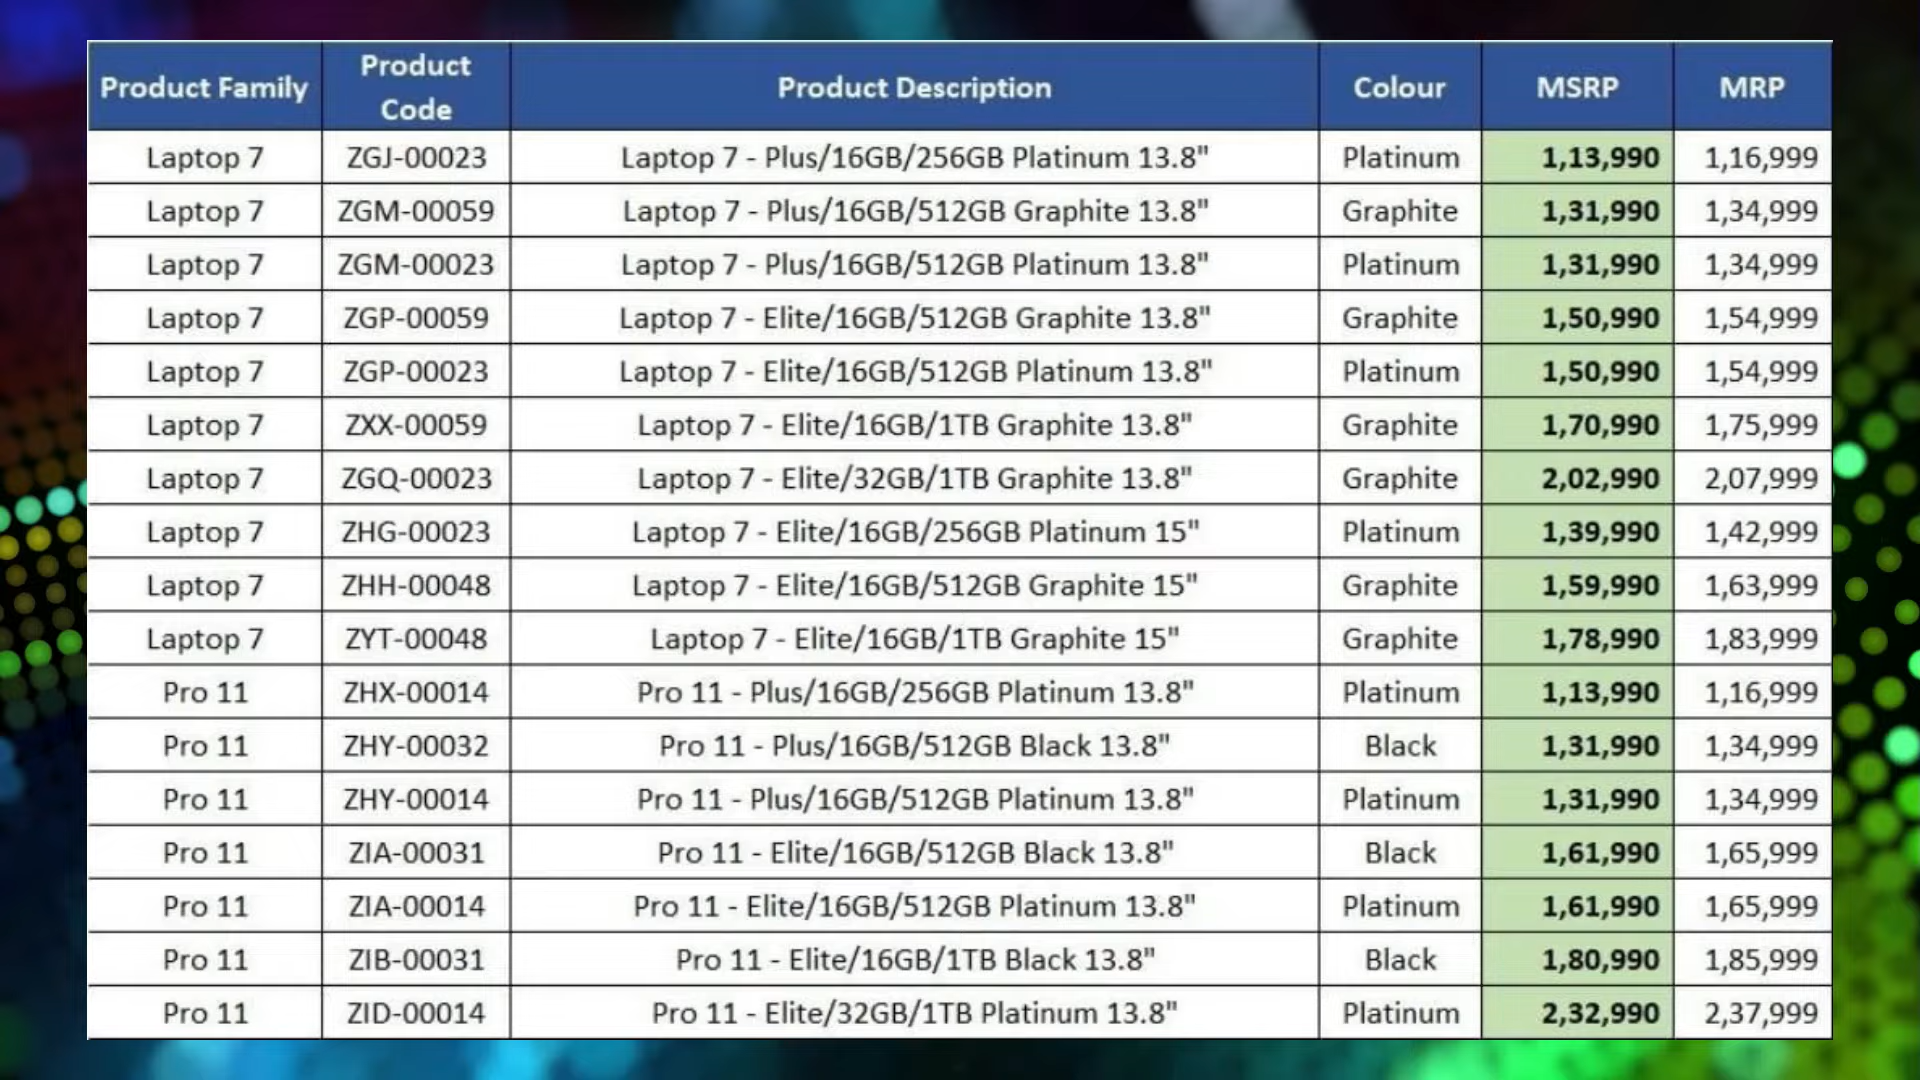 Product Family Product Code Product Description Colour MSRP MRP
Laptop 7 ZGJ-00023 Laptop 7 - Plus/16GB/256GB Platinum 13.8" Platinum 1,13,990 1,16,999
Laptop 7 ZGM-00059 Laptop 7 - Plus/16GB/512GB Graphite 13.8" Graphite 1,31,990 1,34,999
Laptop 7 ZGM-00023 Laptop 7 - Plus/16GB/512GB Platinum 13.8" Platinum 1,31,990 1,34,999
Laptop 7 ZGP-00059 Laptop 7 - Elite/16GB/512GB Graphite 13.8" Graphite 1,50,990 1,54,999
Laptop 7 ZGP-00023 Laptop 7 - Elite/16GB/512GB Platinum 13.8" Platinum 1,50,990 1,54,999
Laptop 7 ZXX-00059 Laptop 7 - Elite/16GB/1TB Graphite 13.8" Graphite 1,70,990 1,75,999
Laptop 7 ZGQ-00023 Laptop 7 - Elite/32GB/1TB Graphite 13.8" Graphite 2,02,990 2,07,999
Laptop 7 ZHG-00023 Laptop 7 - Elite/16GB/256GB Platinum 15" Platinum 1,39,990 1,42,999
Laptop 7 ZHH-00048 Laptop 7 - Elite/16GB/512GB Graphite 15" Graphite 1,59,990 1,63,999
Laptop 7 ZYT-00048 Laptop 7 - Elite/16GB/1TB Graphite 15" Graphite 1,78,990 1,83,999
Pro 11 ZHX-00014 Pro 11 - Plus/16GB/256GB Platinum 13.8" Platinum 1,13,990 1,16,999
Pro 11 ZHY-00032 Pro 11 - Plus/16GB/512GB Black 13.8" Black 1,31,990 1,34,999
Pro 11 ZHY-00014 Pro 11 - Plus/16GB/512GB Platinum 13.8" Platinum 1,31,990 1,34,999
Pro 11 ZIA-00031 Pro 11 - Elite/16GB/512GB Black 13.8" Black 1,61,990 1,65,999
Pro 11 ZIA-00014 Pro 11 - Elite/16GB/512GB Platinum 13.8" Platinum 1,61,990 1,65,999
Pro 11 ZIB-00031 Pro 11 - Elite/16GB/1TB Black 13.8" Black 1,80,990 1,85,999
Pro 11 ZID-00014 Pro 11 - Elite/32GB/1TB Platinum 13.8" Platinum 2,32,990 2,37,999